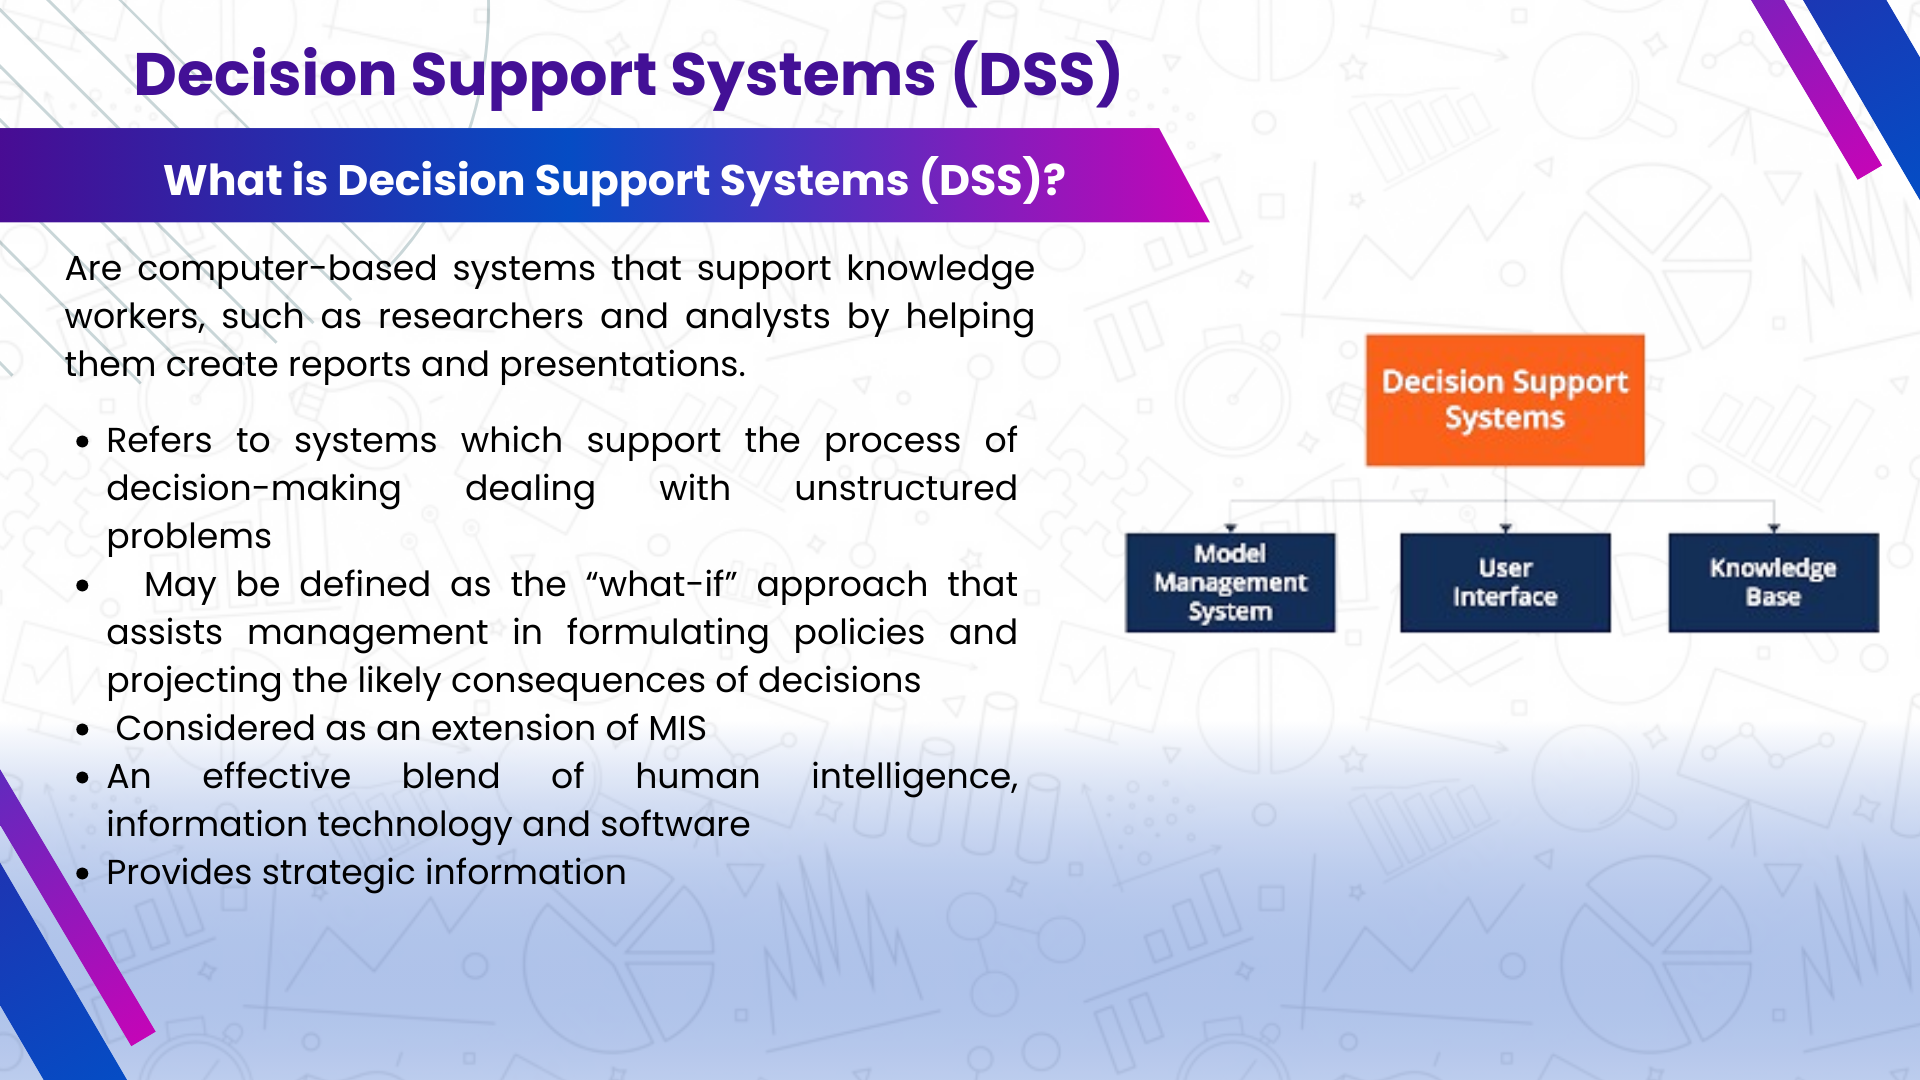 Decision Support Systems (DSS)
What is Decision Support Systems (DSS)?
Are computer-based systems that support knowledge
workers, such as researchers and analysts by helping
them create reports and presentations.
• Refers to systems which support the process of
decision-making dealing with unstructured
problems
• May be defined as the “what-if” approach that
assists management in formulating policies and
projecting the likely consequences of decisions
• Considered as an extension of MIS
• An effective blend of human intelligence,
information technology and software
• Provides strategic information
Decision Support
Systems
Model
Management
System
User
Interface
Knowledge
Base